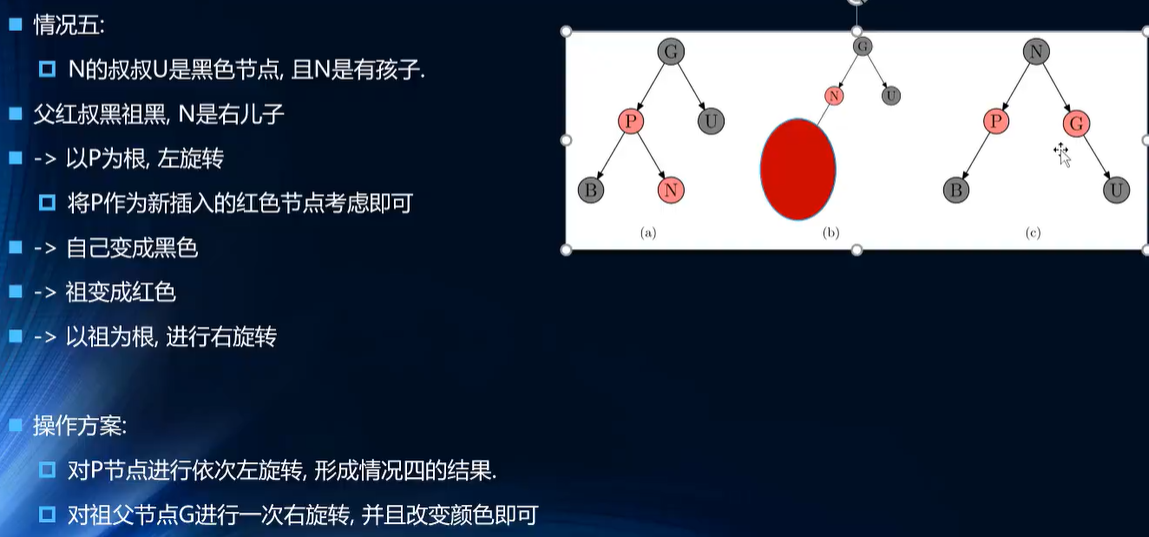 情况五:
N的叔叔U是黑色节点, 且N是有孩子.
父红叔黑祖黑, N是右儿子
-> 以P为根, 左旋转
将P作为新插入的红色节点考虑即可
-> 自己变成黑色
-> 祖变成红色
-> 以祖为根, 进行右旋转
操作方案:
对P节点进行依次左旋转, 形成情况四的结果.
对祖父节点G进行一次右旋转, 并且改变颜色即可
G
P U
B N
(a)
G
N U
(b)
N
P G
B U
(c)